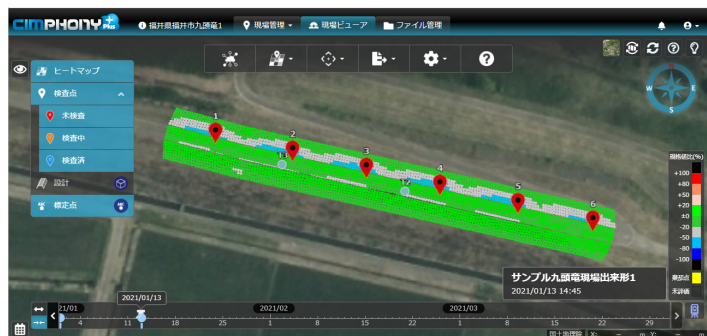 CIMPHONY Plus
福井県福井市九頭竜1
現場管理
現場ビューア
ファイル管理
ヒートマップ
検査点
未検査
検査中
検査済
設計
標定点
1
2
13
3
4
12
5
6
N
W
E
S
規格値比(%)
+100
+80
+50
+20
±0
-20
-50
-80
-100
棄却点
未評価
サンプル九頭竜現場出来形1
2021/01/13 14:45
2021/01/13
21/01
2021/02
2021/03
4
11
18
25
1
8
15
22
1
8
15
22
29
国土地理院 X: - m Y: - m